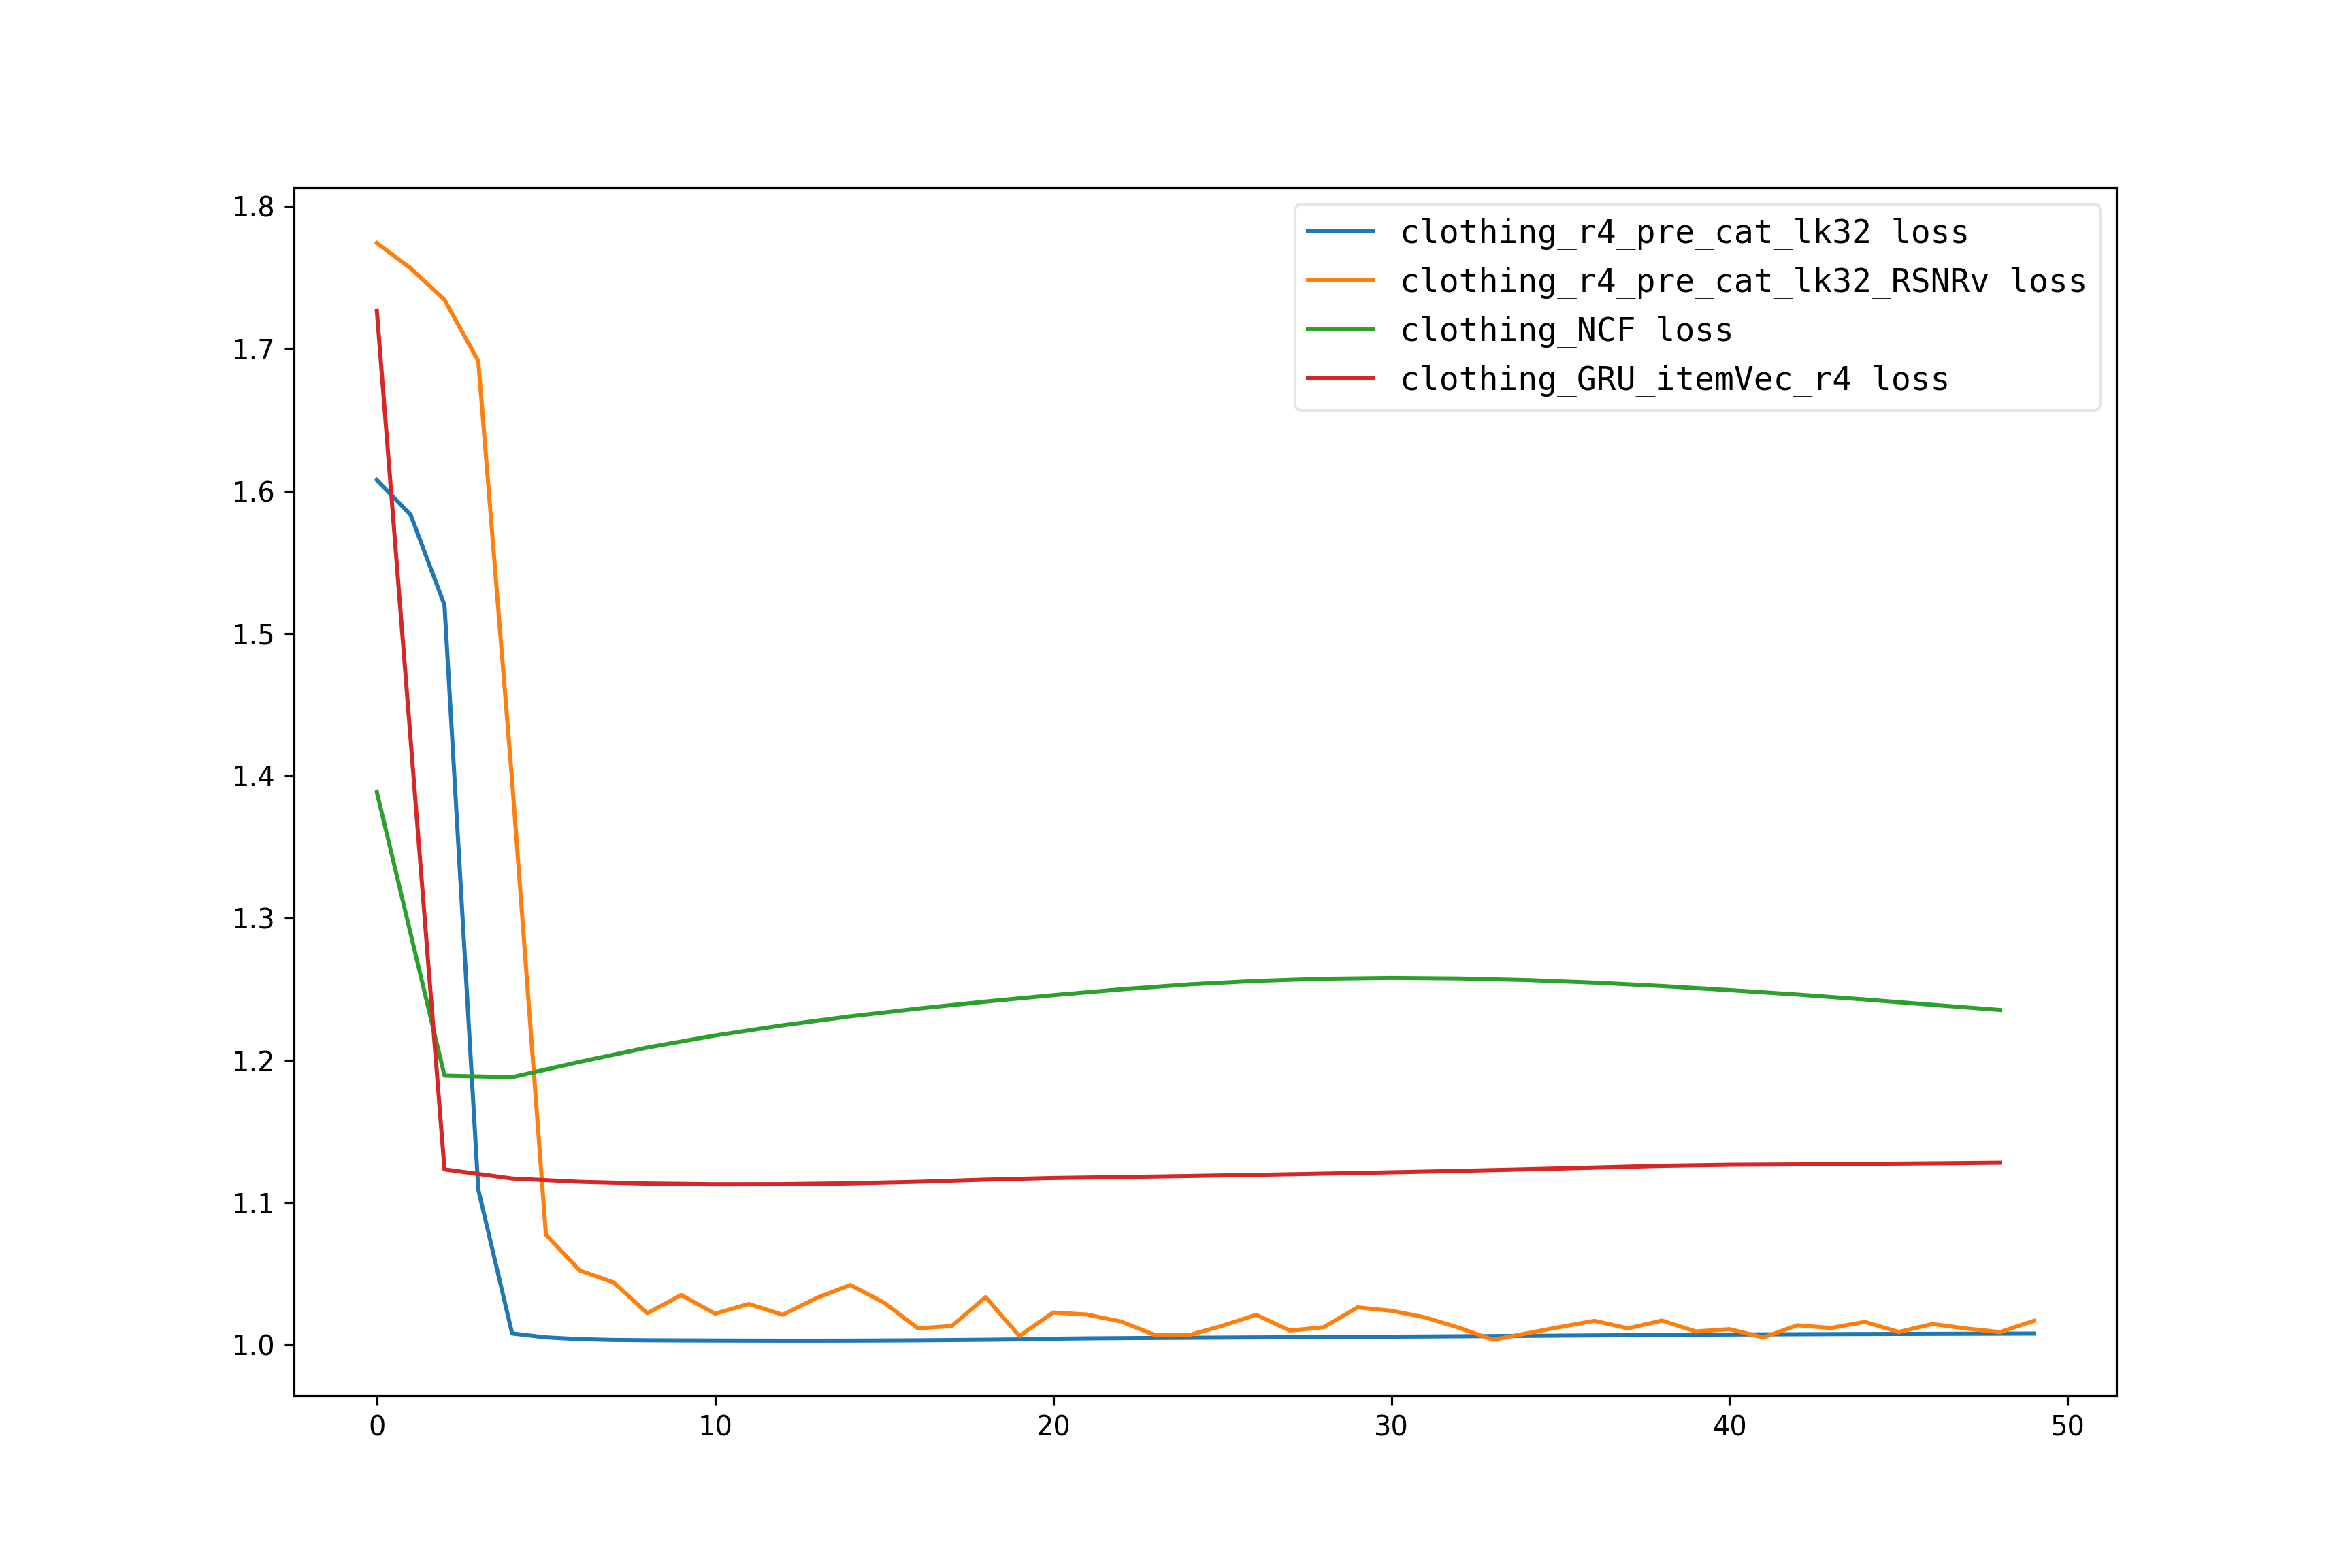 1.8
1.7
1.6
1.5
1.4
1.3
1.2
1.1
1.0
0 10 20 30 40 50
clothing_r4_pre_cat_lk32 loss
clothing_r4_pre_cat_lk32_RSNRv loss
clothing_NCF loss
clothing_GRU_itemVec_r4 loss